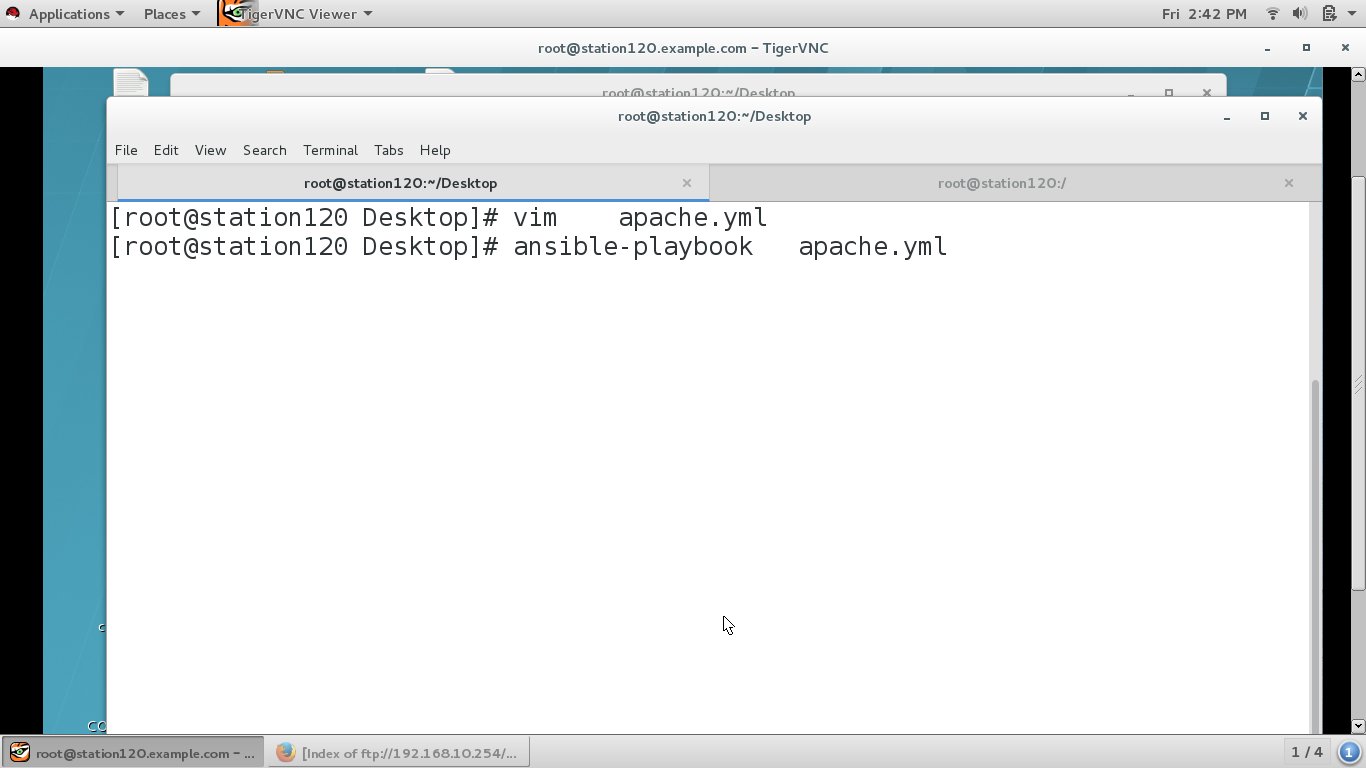 Applications Places TigerVNC Viewer Fri 2:42 PM
root@station120.example.com - TigerVNC
root@station120:~/Desktop
root@station120:~/Desktop
File Edit View Search Terminal Tabs Help
root@station120:~/Desktop root@station120:/
[root@station120 Desktop]# vim    apache.yml
[root@station120 Desktop]# ansible-playbook   apache.yml
c
CO
root@station120.example.com - ... [Index of ftp://192.168.10.254/... 1 / 4 1